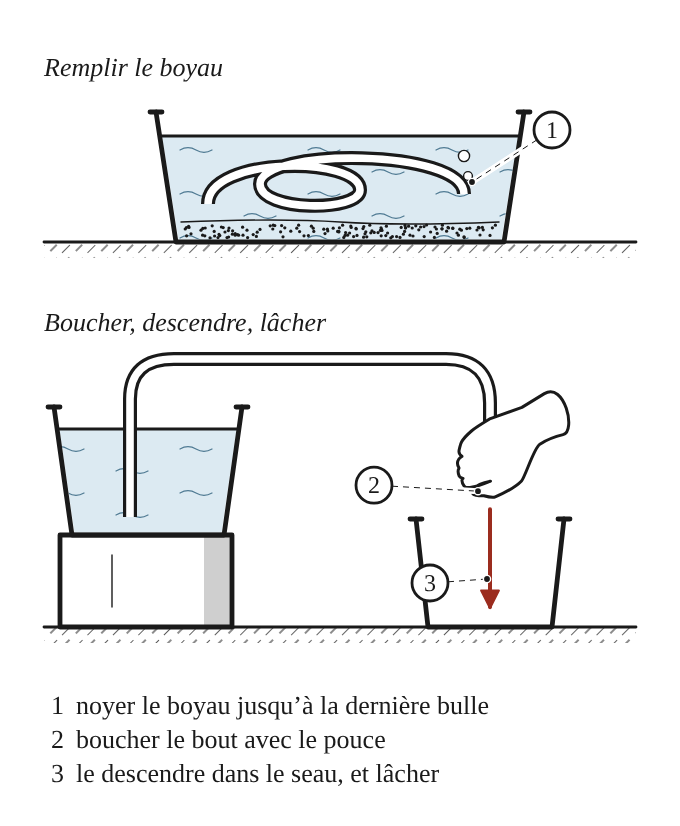 Remplir le boyau
1
Boucher, descendre, lâcher
2
3
1 noyer le boyau jusqu’à la dernière bulle
2 boucher le bout avec le pouce
3 le descendre dans le seau, et lâcher